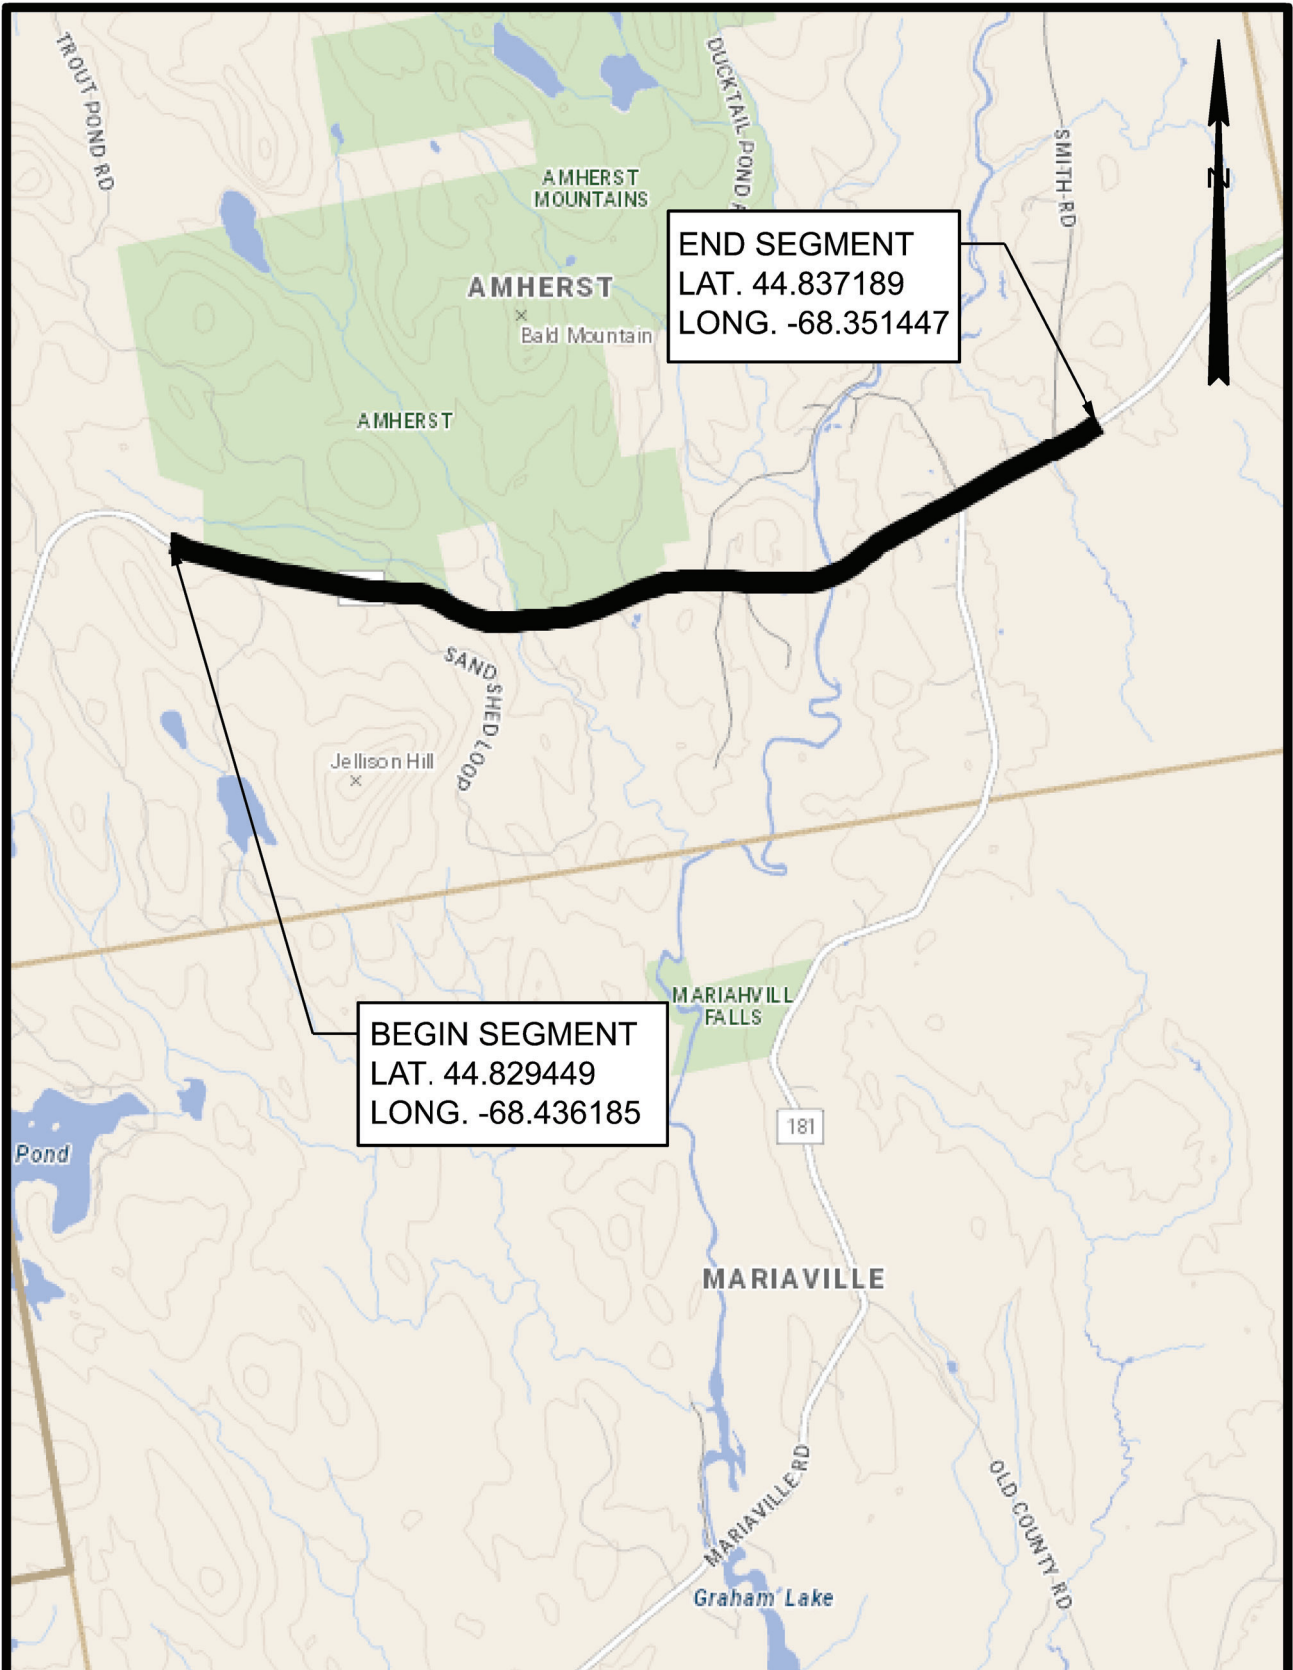 TROUT POND RD
DUCKTAIL POND
SMITH RD
N
AMHERST
MOUNTAINS
END SEGMENT
LAT. 44.837189
LONG. -68.351447
AMHERST
Bald Mountain
AMHERST
SAND SHED LOOP
Jellison Hill
MARIAHVILL
FALLS
BEGIN SEGMENT
LAT. 44.829449
LONG. -68.436185
181
Pond
MARIAVILLE
MARIAVILLE RD
OLD COUNTY RD
Graham Lake